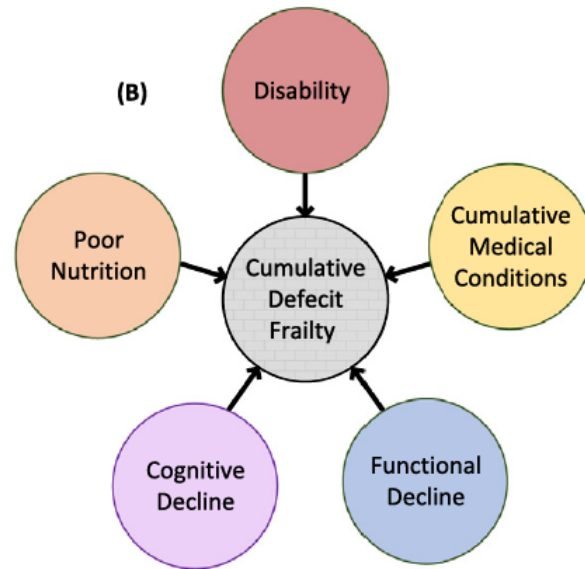 (B)
Disability
Poor
Nutrition
Cumulative
Medical
Conditions
Cumulative
Defecit
Frailty
Cognitive
Decline
Functional
Decline